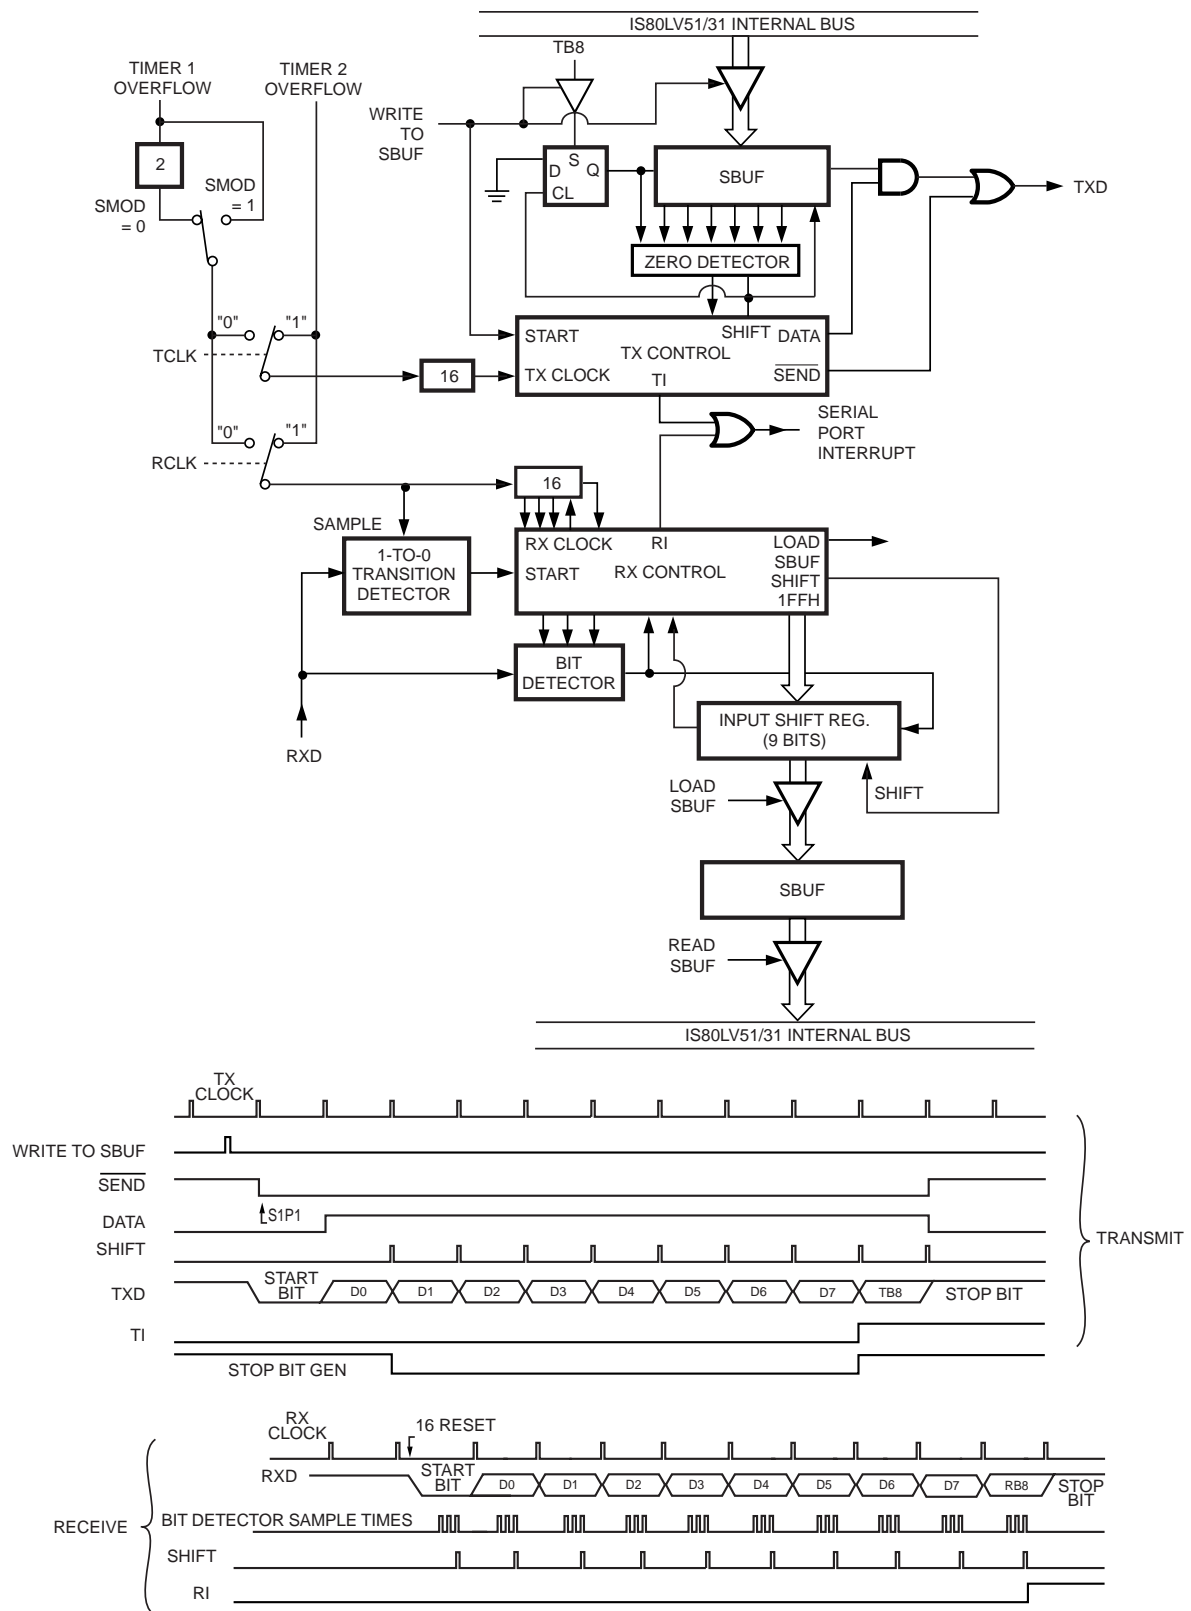 IS80LV51/31 INTERNAL BUS
TB8
TIMER 1
OVERFLOW
TIMER 2
OVERFLOW
WRITE
TO
SBUF
2
SMOD
= 1
SMOD
= 0
D
S
Q
CL
SBUF
TXD
ZERO DETECTOR
"0"
"1"
TCLK
16
START
SHIFT
DATA
TX CONTROL
TX CLOCK
TI
SEND
SERIAL
PORT
INTERRUPT
"0"
"1"
RCLK
16
SAMPLE
1-TO-0
TRANSITION
DETECTOR
RX CLOCK
RI
LOAD
SBUF
START
RX CONTROL
SHIFT
1FFH
BIT
DETECTOR
RXD
INPUT SHIFT REG.
(9 BITS)
LOAD
SBUF
SHIFT
SBUF
READ
SBUF
IS80LV51/31 INTERNAL BUS
TX
CLOCK
WRITE TO SBUF
SEND
S1P1
DATA
SHIFT
TRANSMIT
TXD
START
BIT
D0
D1
D2
D3
D4
D5
D6
D7
TB8
STOP BIT
TI
STOP BIT GEN
RX
CLOCK
16 RESET
RXD
START
BIT
D0
D1
D2
D3
D4
D5
D6
D7
RB8
STOP
BIT
RECEIVE
BIT DETECTOR SAMPLE TIMES
SHIFT
RI